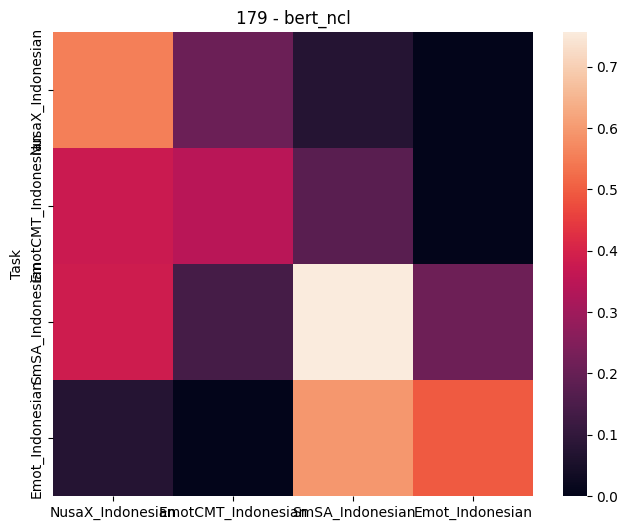 179 - bert_ncl
Task
NusaX_Indonesian
EmotCMT_Indonesian
SmSA_Indonesian
Emot_Indonesian
NusaX_Indonesian EmotCMT_Indonesian SmSA_Indonesian Emot_Indonesian
0.7
0.6
0.5
0.4
0.3
0.2
0.1
0.0